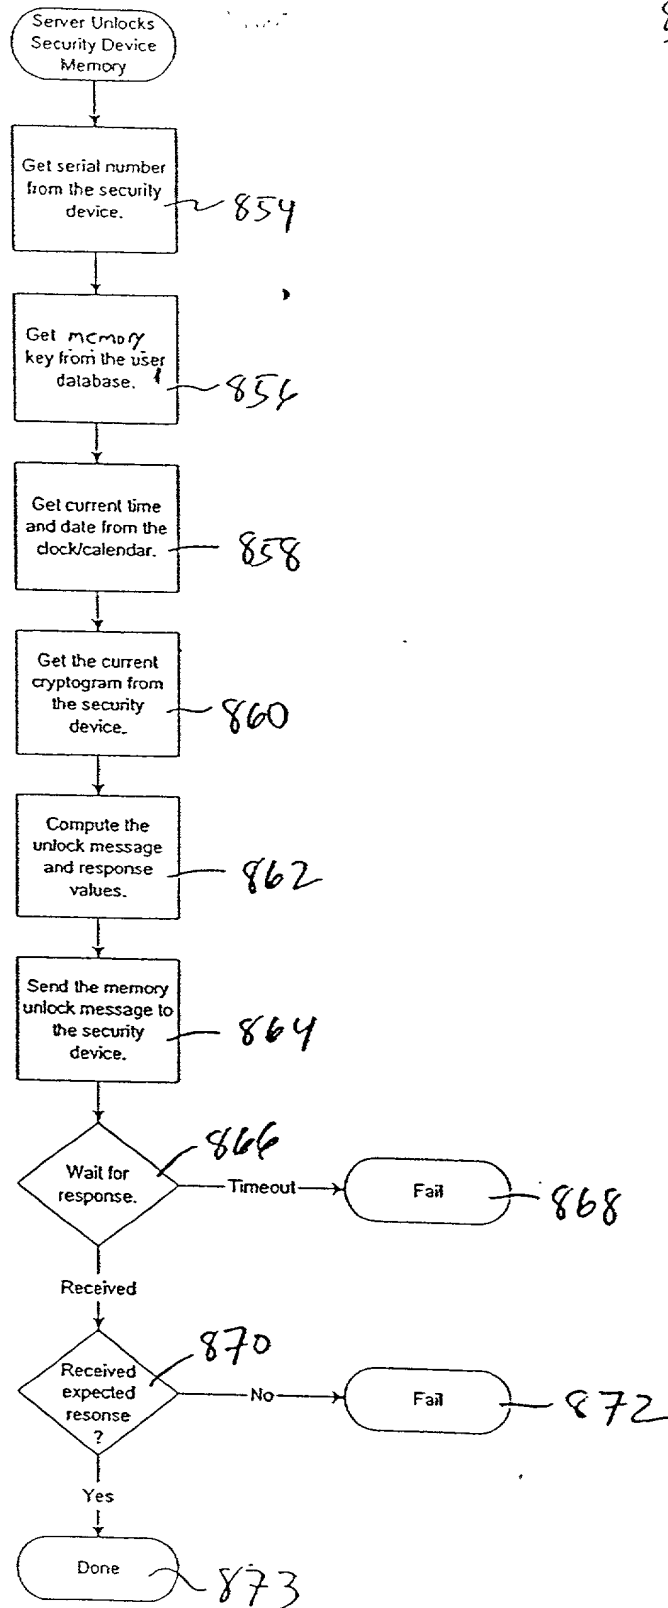 Server Unlocks
Security Device
Memory
Get serial number
from the security
device.
854
Get memory
key from the user
database.
856
Get current time
and date from the
clock/calendar.
858
Get the current
cryptogram from
the security
device.
860
Compute the
unlock message
and response
values.
862
Send the memory
unlock message to
the security
device.
864
866
Wait for
response.
Timeout
Fail
868
Received
870
Received
expected
resonse
?
No
Fail
872
Yes
Done
873